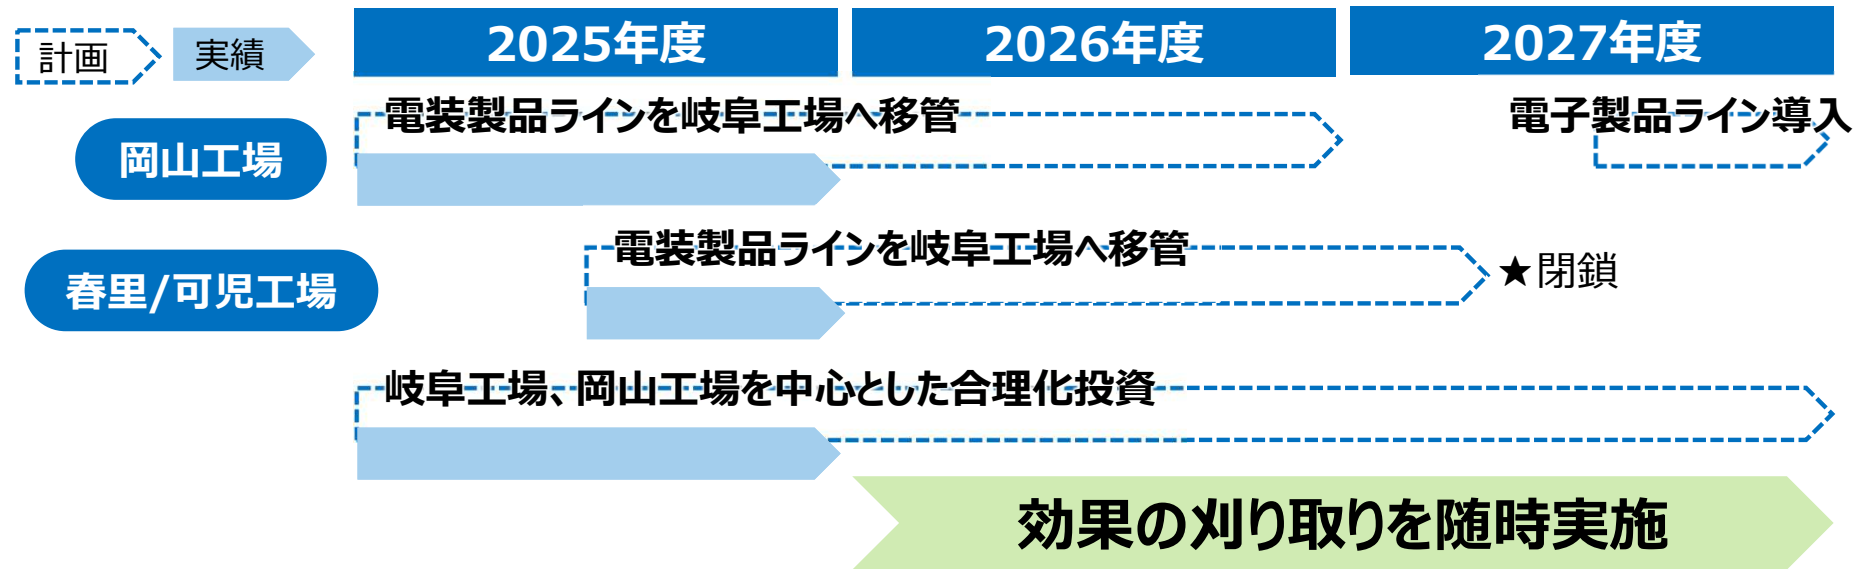 計画
実績
2025年度
2026年度
2027年度
電装製品ラインを岐阜工場へ移管
電子製品ライン導入
岡山工場
電装製品ラインを岐阜工場へ移管
★閉鎖
春里/可児工場
岐阜工場、岡山工場を中心とした合理化投資
効果の刈り取りを随時実施